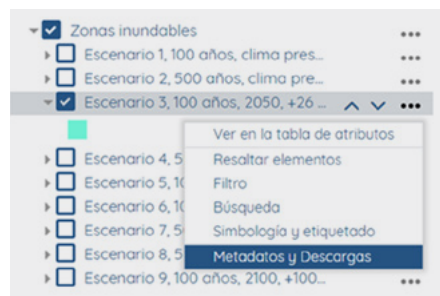 Zonas inundables
Escenario 1, 100 años, clima pres...
Escenario 2, 500 años, clima pre...
Escenario 3, 100 años, 2050, +26 ...
Ver en la tabla de atributos
Escenario 4, 5
Resaltar elementos
Escenario 5, 10
Filtro
Escenario 6, 10
Búsqueda
Escenario 7, 50
Simbología y etiquetado
Escenario 8, 5
Metadatos y Descargas
Escenario 9, 100 años, 2100, +100...